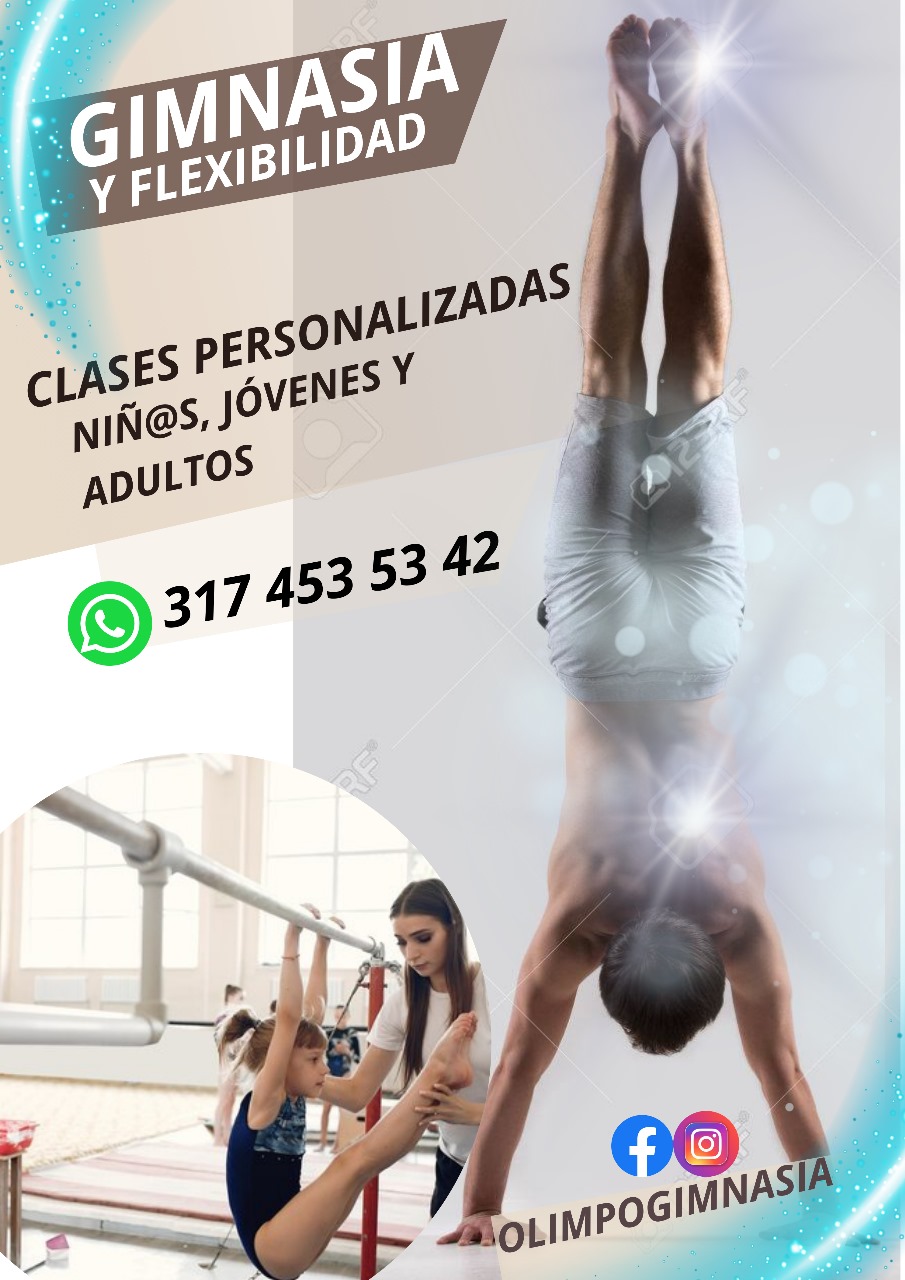 GIMNASIA
Y FLEXIBILIDAD
CLASES PERSONALIZADAS
NIÑ@S, JÓVENES Y
ADULTOS
317 453 53 42
OLIMPOGIMNASIA